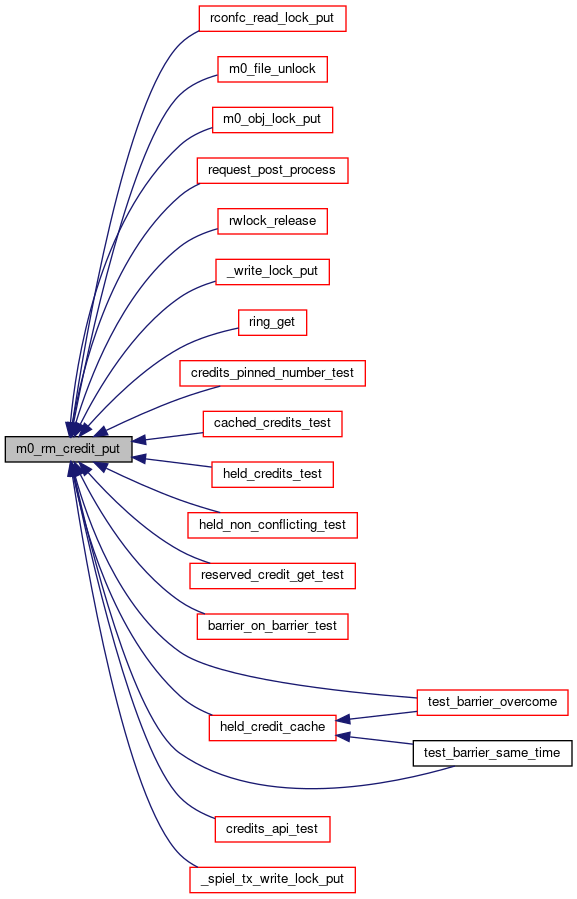 rconfc_read_lock_put
m0_file_unlock
m0_obj_lock_put
request_post_process
rwlock_release
_write_lock_put
ring_get
credits_pinned_number_test
cached_credits_test
m0_rm_credit_put
held_credits_test
held_non_conflicting_test
reserved_credit_get_test
barrier_on_barrier_test
test_barrier_overcome
held_credit_cache
test_barrier_same_time
credits_api_test
_spiel_tx_write_lock_put